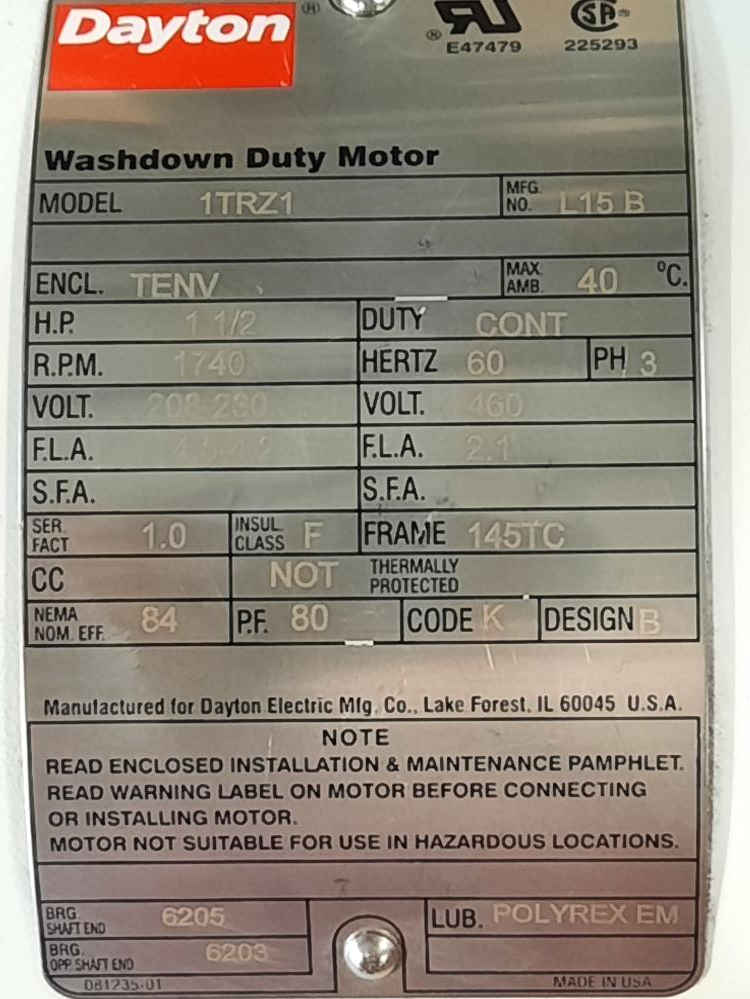 Dayton ®
® E47479
SA ®
225293
Washdown Duty Motor
MODEL 1TRZ1 MFG. NO. L15 B
ENCL. TENV MAX. AMB. 40 °C.
H.P. 1 1/2 DUTY CONT
R.P.M. 1740 HERTZ 60 PH 3
VOLT. 208-230 VOLT. 460
F.L.A. 4.5-4.2 F.L.A. 2.1
S.F.A. S.F.A.
SER. FACT 1.0 INSUL. CLASS F FRAME 145TC
CC NOT THERMALLY PROTECTED
NEMA NOM. EFF. 84 P.F. 80 CODE K DESIGN B
Manufactured for Dayton Electric Mfg. Co., Lake Forest, IL 60045 U.S.A.
NOTE
READ ENCLOSED INSTALLATION & MAINTENANCE PAMPHLET.
READ WARNING LABEL ON MOTOR BEFORE CONNECTING
OR INSTALLING MOTOR.
MOTOR NOT SUITABLE FOR USE IN HAZARDOUS LOCATIONS.
BRG. SHAFT END 6205 LUB. POLYREX EM
BRG. OPP. SHAFT END 6203
081235-01 MADE IN USA